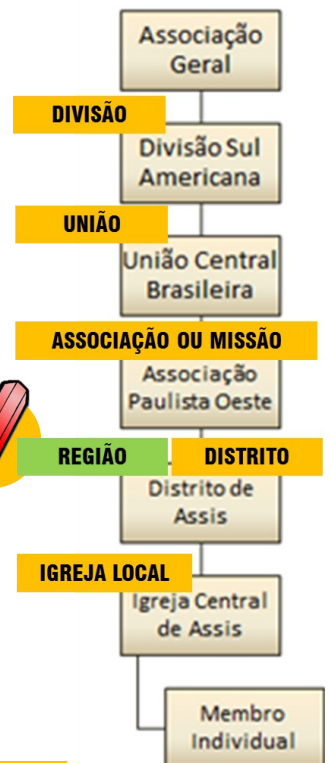 Associação
Geral
DIVISÃO
Divisão Sul
Americana
UNIÃO
União Central
Brasileira
ASSOCIAÇÃO OU MISSÃO
Associação
Paulista Oeste
REGIÃO
DISTRITO
Distrito de
Assis
IGREJA LOCAL
Igreja Central
de Assis
Membro
Individual